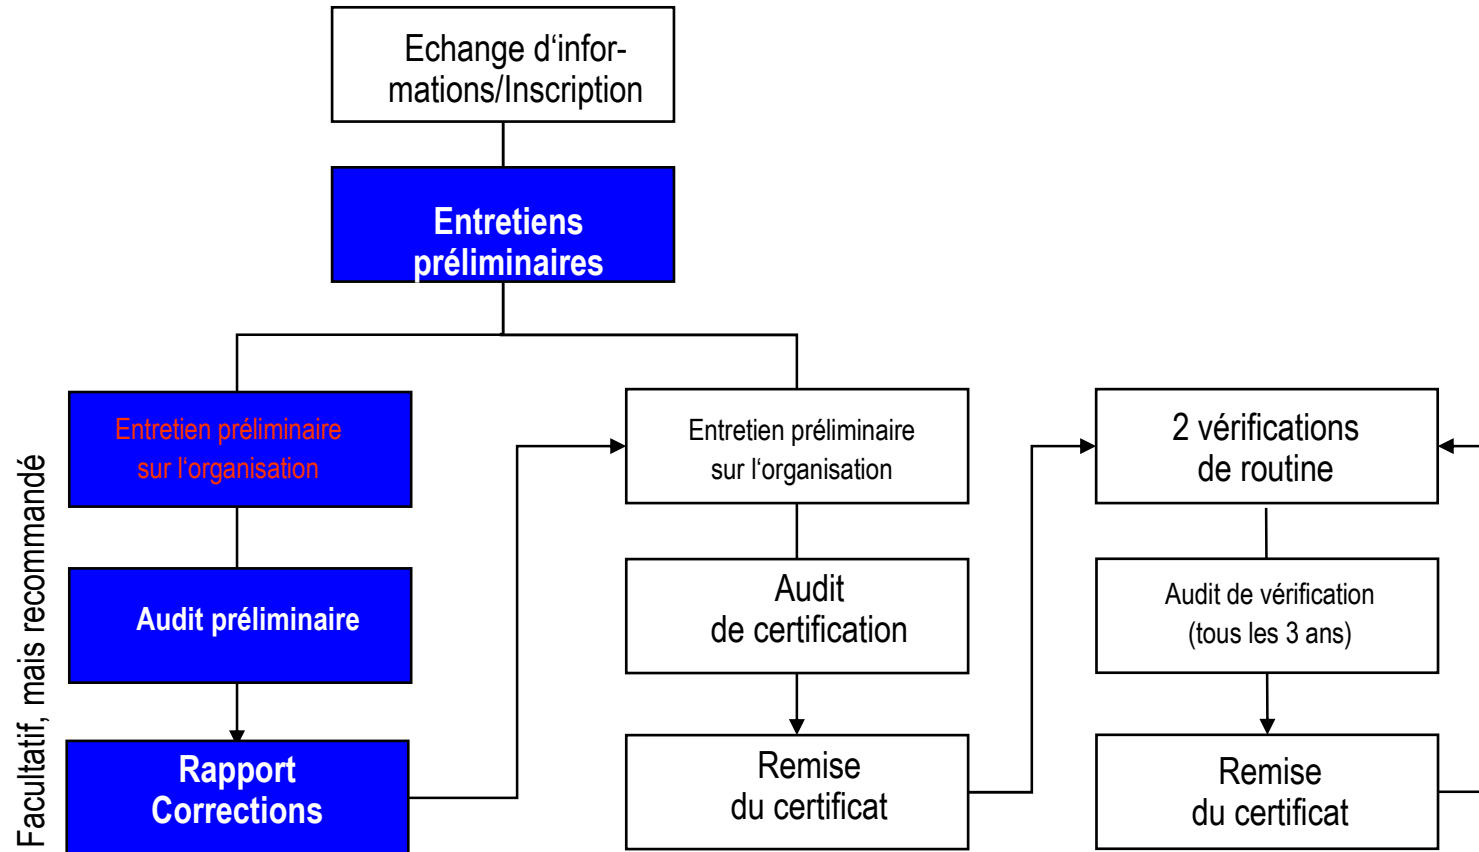 Echange d‘infor-
mations/Inscription
Entretiens
préliminaires
Facultatif, mais recommandé
Entretien préliminaire
sur l‘organisation
Audit préliminaire
Rapport
Corrections
Entretien préliminaire
sur l‘organisation
Audit
de certification
Remise
du certificat
2 vérifications
de routine
Audit de vérification
(tous les 3 ans)
Remise
du certificat